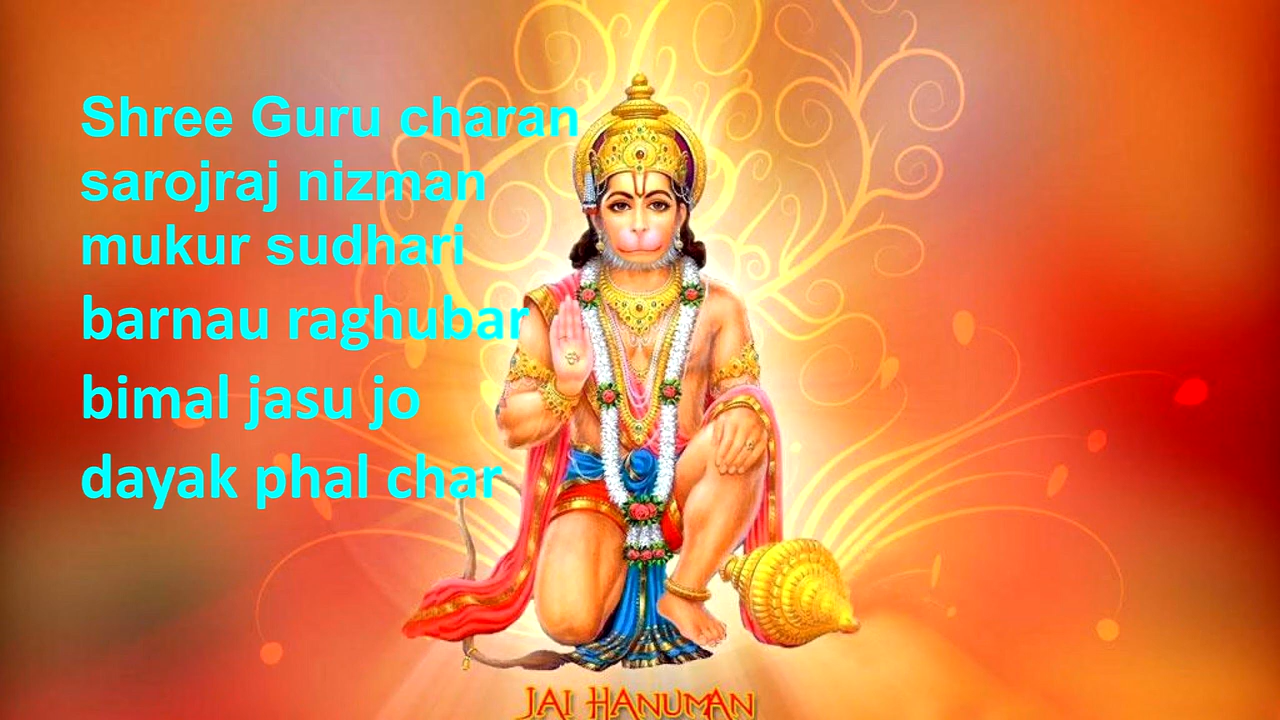 Shree Guru charan
sarojraj nizman
mukur sudhari
barnau raghubar
bimal jasu jo
dayak phal char
JAI HANUMAN